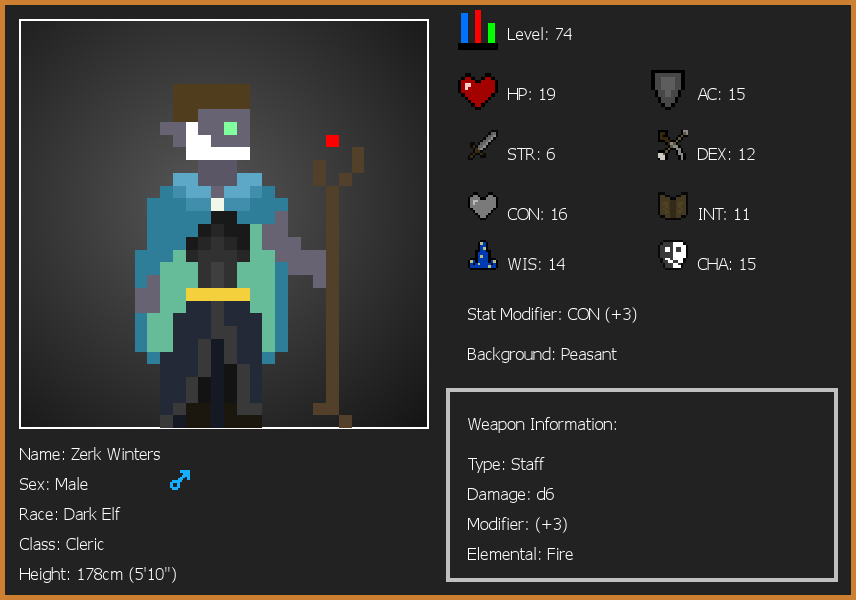 Level: 74
HP: 19
AC: 15
STR: 6
DEX: 12
CON: 16
INT: 11
WIS: 14
CHA: 15
Stat Modifier: CON (+3)
Background: Peasant
Weapon Information:
Type: Staff
Damage: d6
Modifier: (+3)
Elemental: Fire
Name: Zerk Winters
Sex: Male
Race: Dark Elf
Class: Cleric
Height: 178cm (5'10")